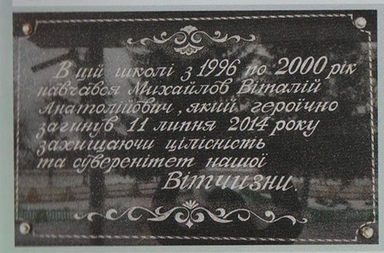 В цій школі з 1996 по 2000 рік
навчався Михайлов Віталій
Анатолійович, який героїчно
загинув 11 липня 2014 року
захищаючи цілісність
та суверенітет нашої
Вітчизни.